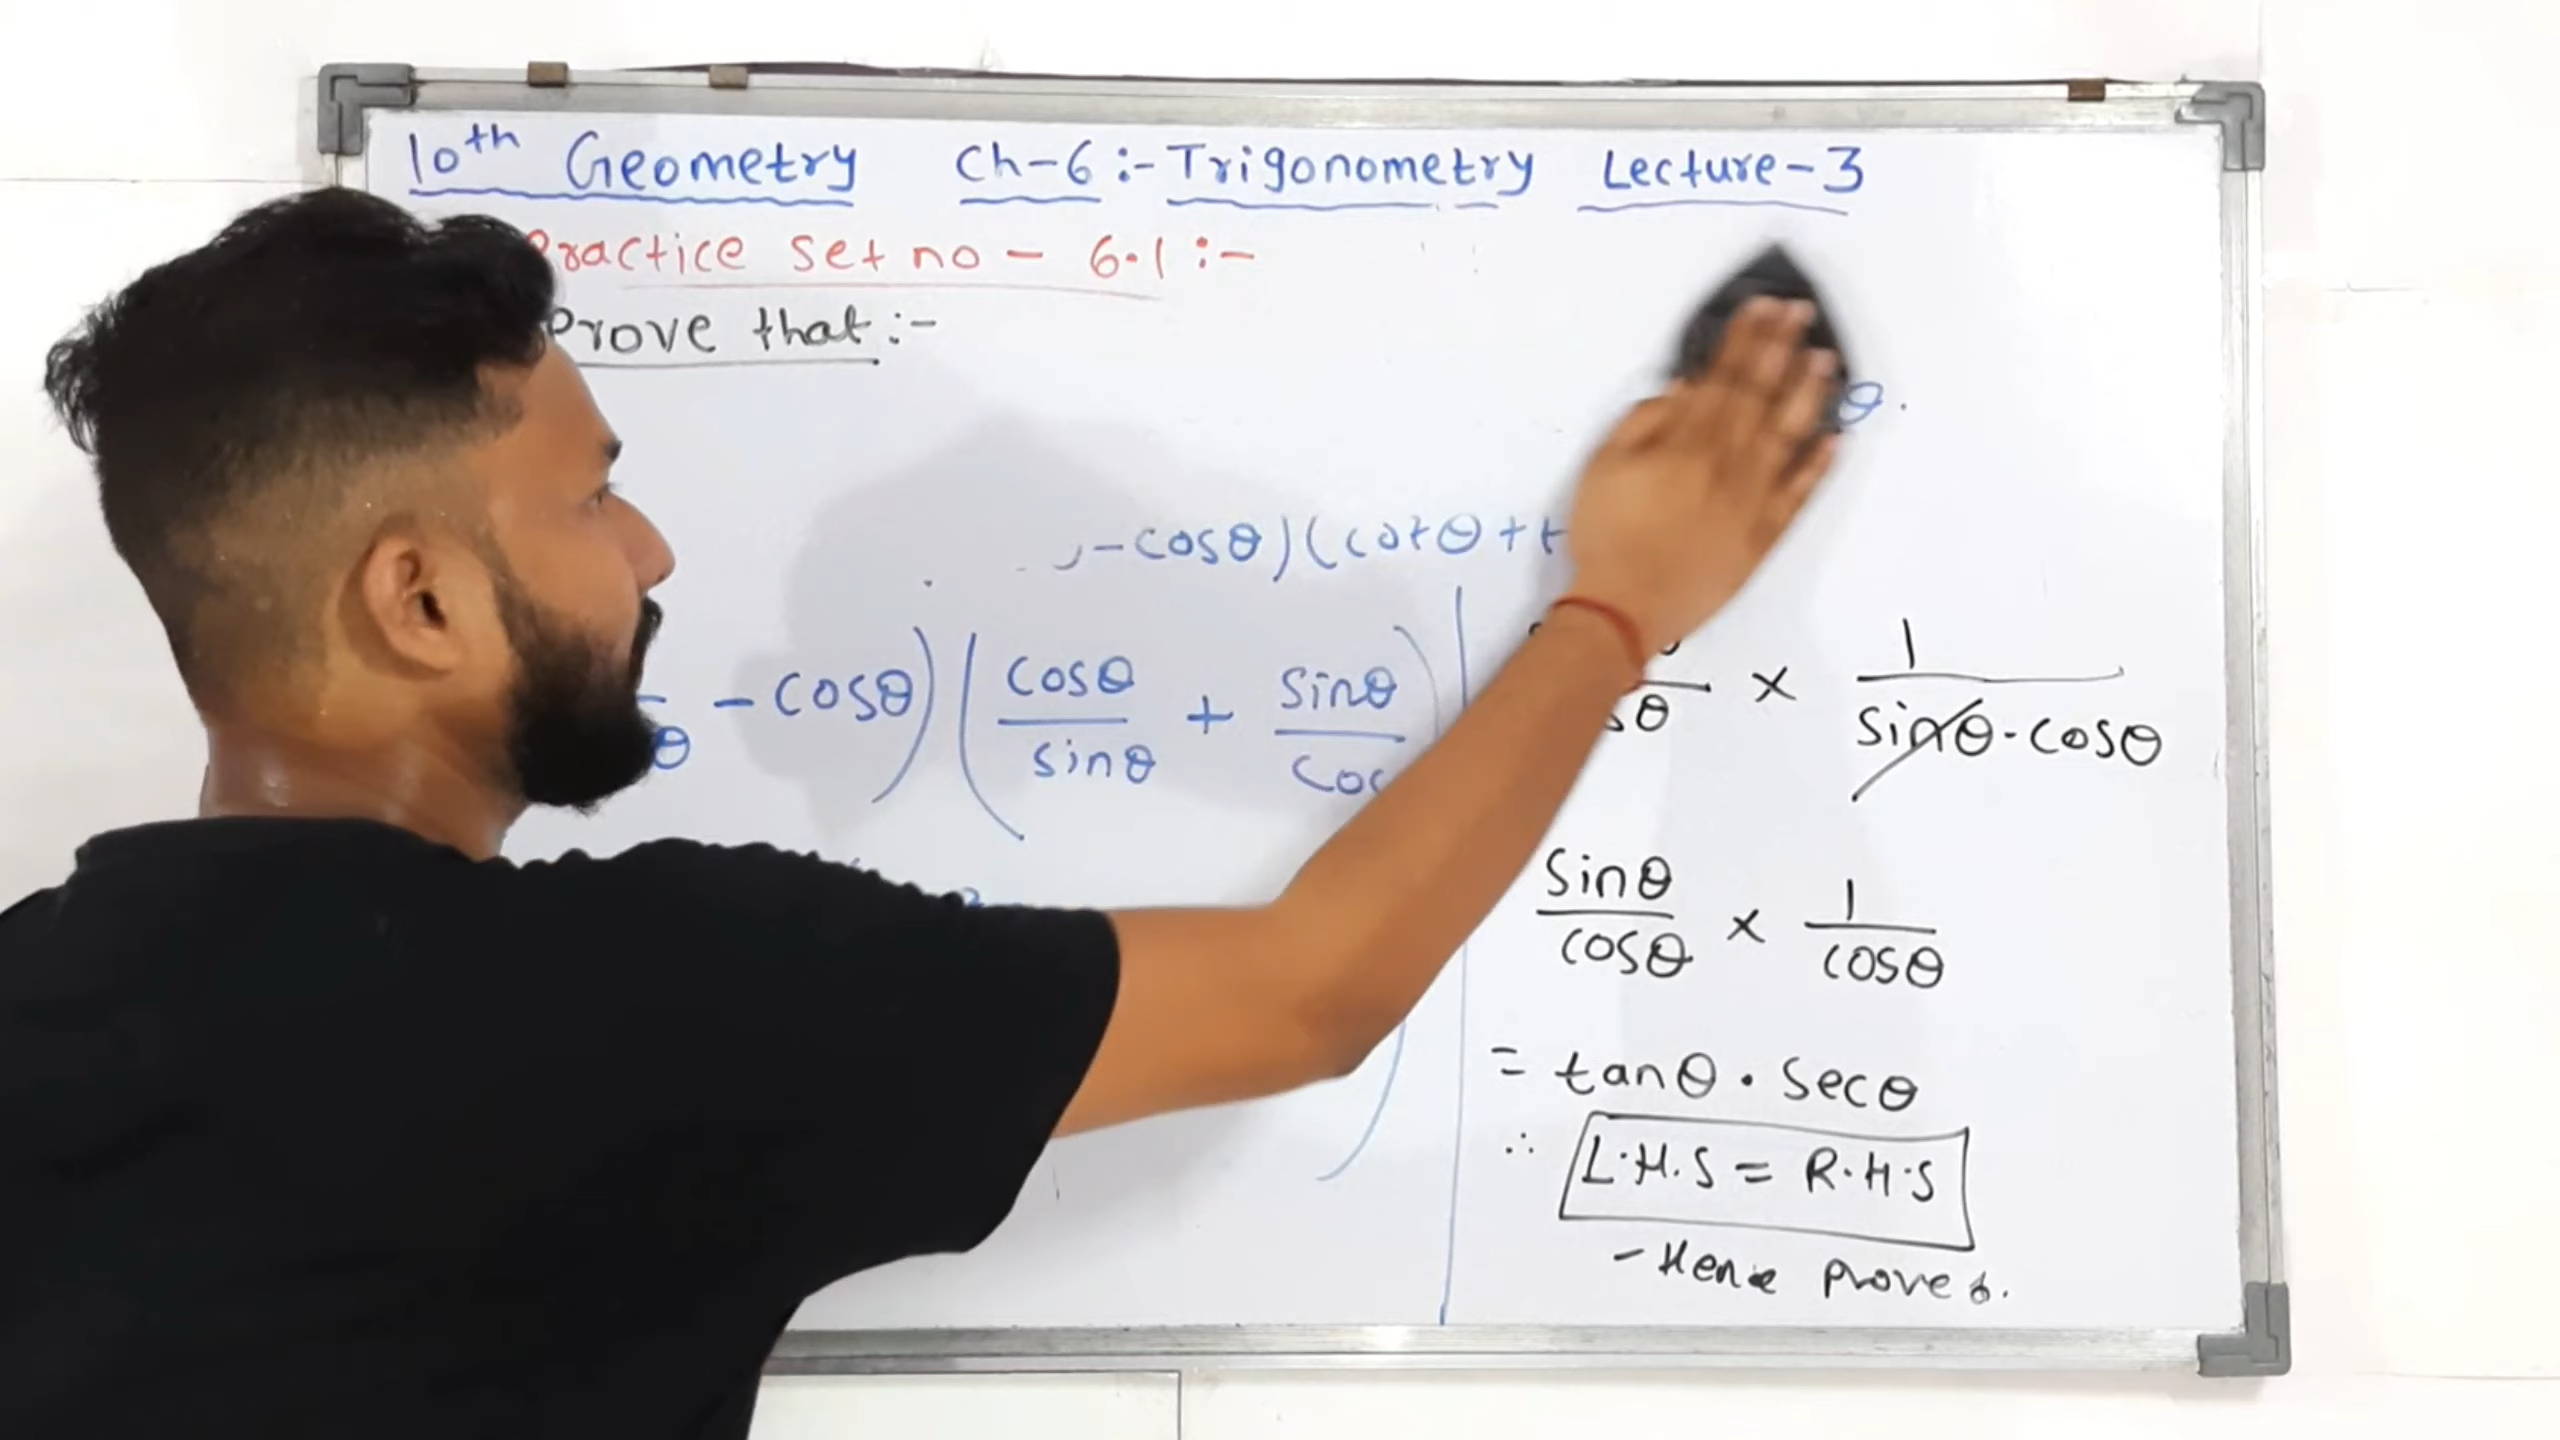 10th Geometry Ch-6:- Trigonometry Lecture-3
Practice Set no - 6.1 :-
Prove that:-
θ.
-cosθ)(cotθ+t
θ - cosθ) (cosθ/sinθ + sinθ/cos
sθ × 1/sinθ·cosθ
sinθ/cosθ × 1/cosθ
= tanθ · secθ
∴ L.H.S = R.H.S
- Hence proved.